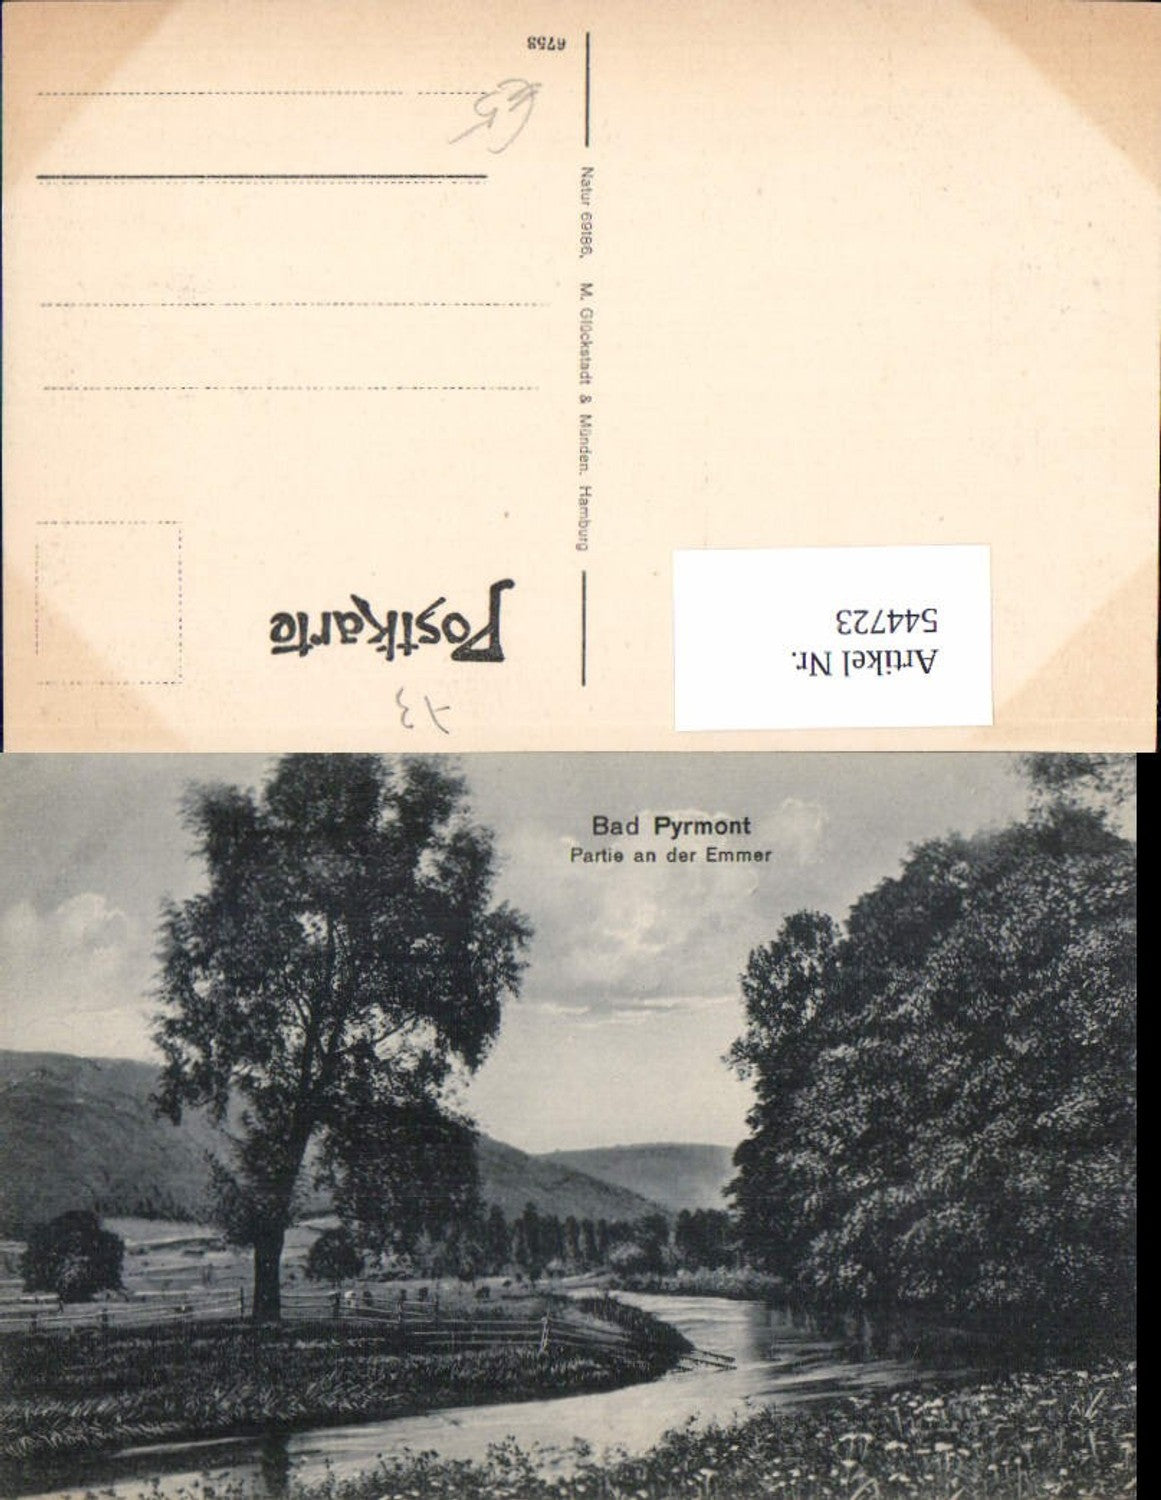 Postkarte
Natur 69186. M. Glückstadt & Münden. Hamburg
6758
Artikel Nr.
544723
Bad Pyrmont
Partie an der Emmer